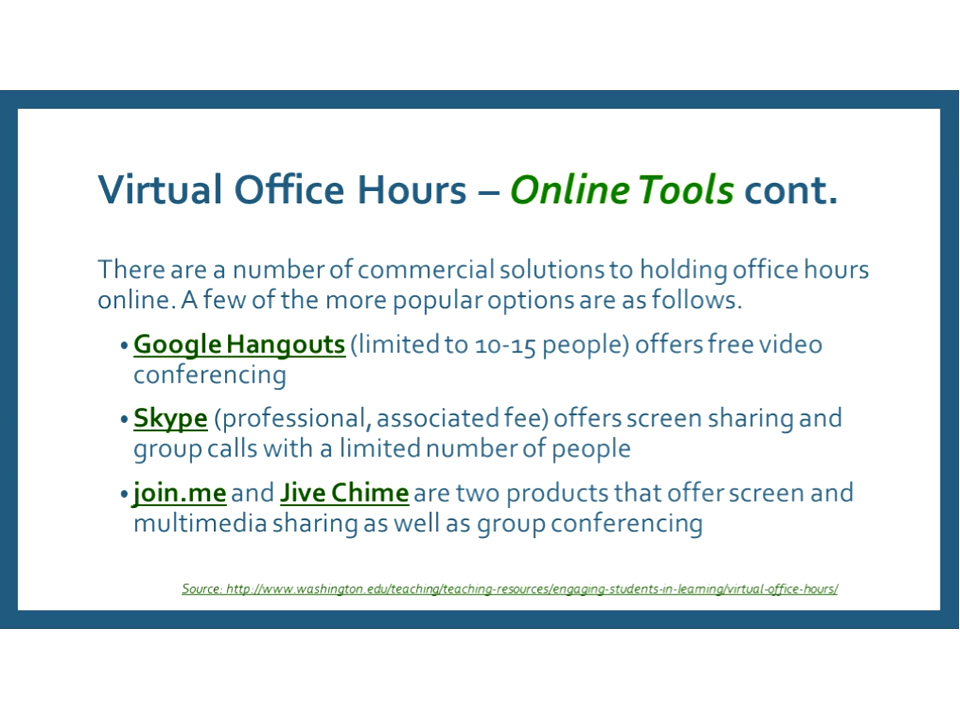 Virtual Office Hours – Online Tools cont.
There are a number of commercial solutions to holding office hours
online. A few of the more popular options are as follows.
• Google Hangouts (limited to 10-15 people) offers free video
conferencing
• Skype (professional, associated fee) offers screen sharing and
group calls with a limited number of people
• join.me and Jive Chime are two products that offer screen and
multimedia sharing as well as group conferencing
Source: http://www.washington.edu/teaching/teaching-resources/engaging-students-in-learning/virtual-office-hours/